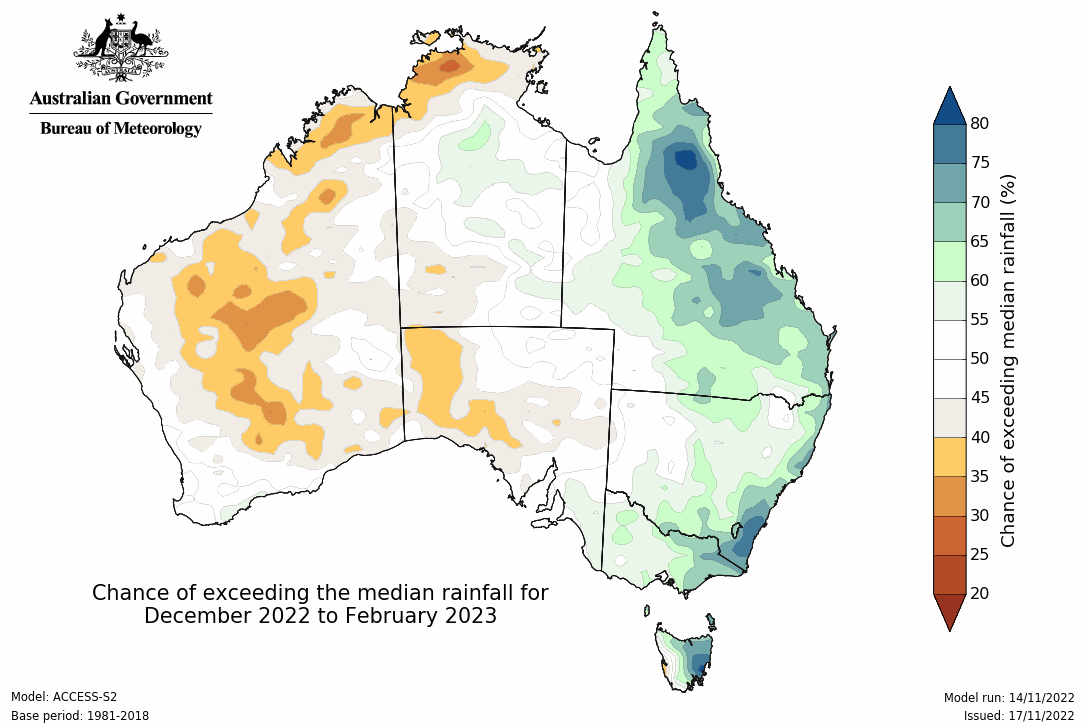 Australian Government
Bureau of Meteorology
80
75
70
65
60
55
50
45
40
35
30
25
20
Chance of exceeding median rainfall (%)
Chance of exceeding the median rainfall for
December 2022 to February 2023
Model: ACCESS-S2
Base period: 1981-2018
Model run: 14/11/2022
Issued: 17/11/2022